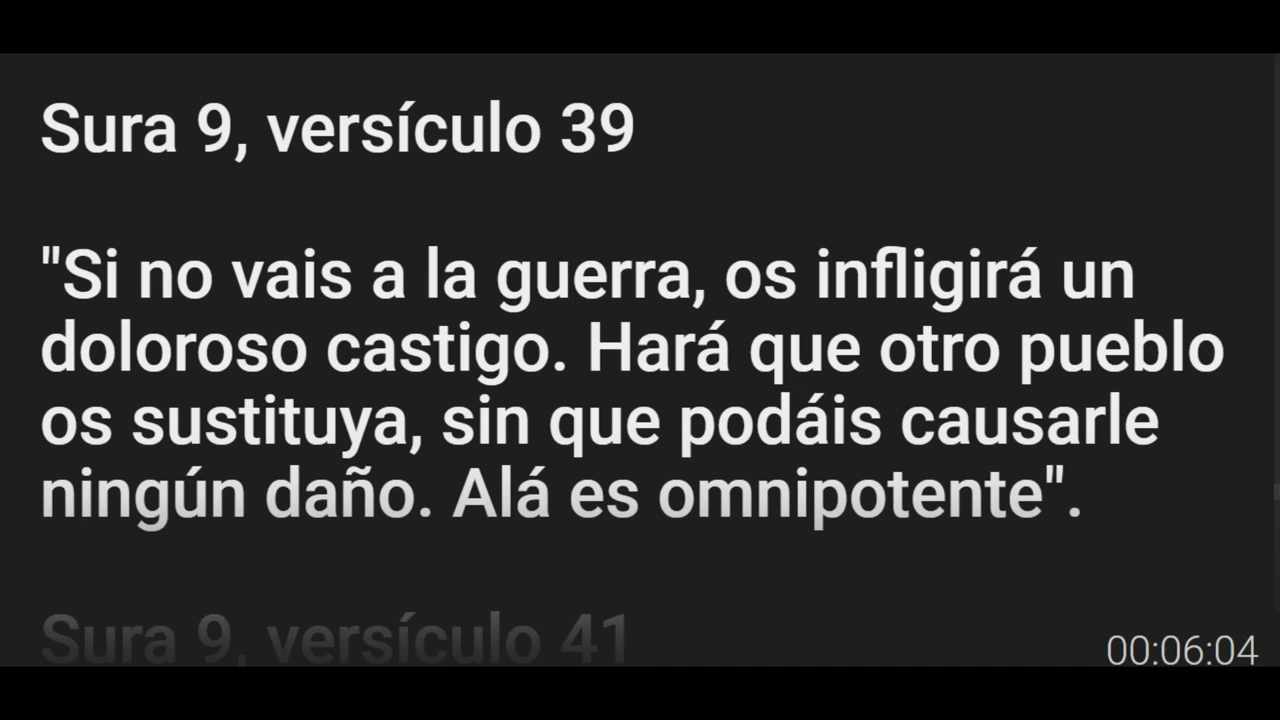 Sura 9, versículo 39
"Si no vais a la guerra, os infligirá un
doloroso castigo. Hará que otro pueblo
os sustituya, sin que podáis causarle
ningún daño. Alá es omnipotente".
Sura 9, versículo 41
00:06:04